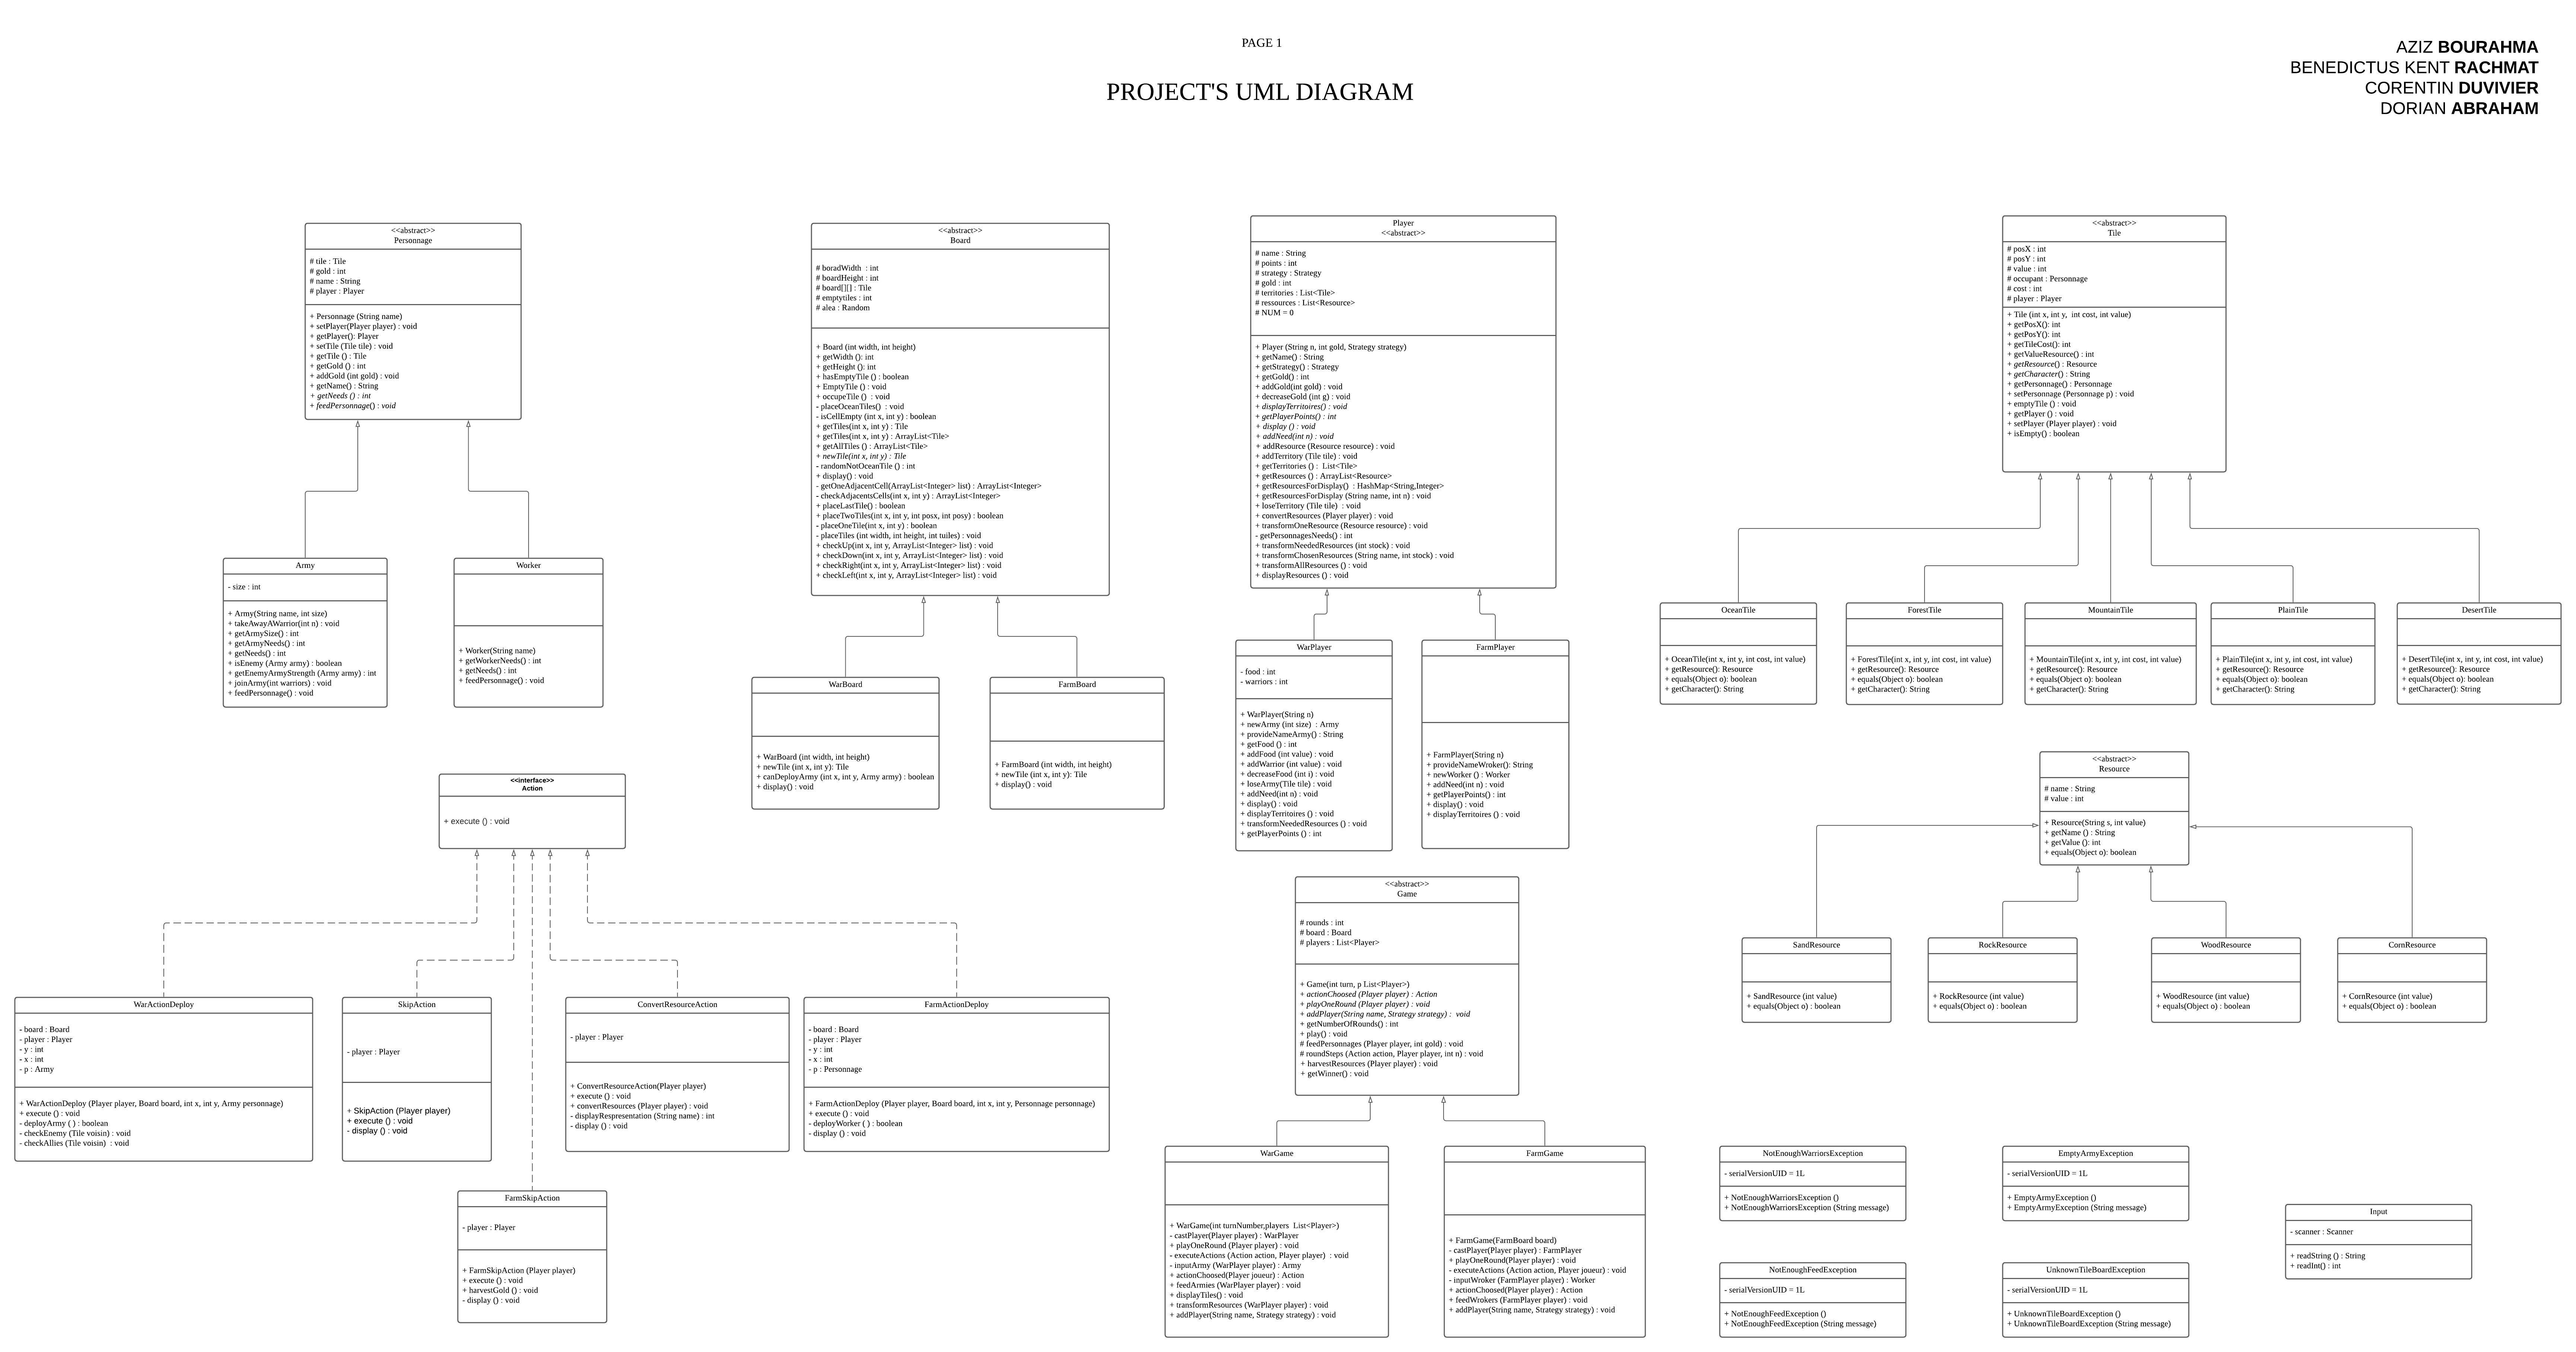 PAGE 1
PROJECT'S UML DIAGRAM
AZIZ BOURAHMA
BENEDICTUS KENT RACHMAT
CORENTIN DUVIVIER
DORIAN ABRAHAM
<<abstract>>
Personnage
# tile : Tile
# gold : int
# name : String
# player : Player
+ Personnage (String name)
+ setPlayer(Player player) : void
+ getPlayer(): Player
+ setTile (Tile tile) : void
+ getTile () : Tile
+ getGold () : int
+ addGold (int gold) : void
+ getName() : String
+ getNeeds () : int
+ feedPersonnage() : void
<<abstract>>
Board
# boradWidth : int
# boardHeight : int
# board[][] : Tile
# emptytiles : int
# alea : Random
+ Board (int width, int height)
+ getWidth (): int
+ getHeight (): int
+ hasEmptyTile () : boolean
+ EmptyTile () : void
+ occupeTile () : void
- placeOceanTiles() : void
- isCellEmpty (int x, int y) : boolean
+ getTiles(int x, int y) : Tile
+ getTiles(int x, int y) : ArrayList<Tile>
+ getAllTiles () : ArrayList<Tile>
+ newTile(int x, int y) : Tile
- randomNotOceanTile () : int
+ display() : void
- getOneAdjacentCell(ArrayList<Integer> list) : ArrayList<Integer>
- checkAdjacentsCells(int x, int y) : ArrayList<Integer>
+ placeLastTile() : boolean
+ placeTwoTiles(int x, int y, int posx, int posy) : boolean
- placeOneTile(int x, int y) : boolean
- placeTiles (int width, int height, int tuiles) : void
+ checkUp(int x, int y, ArrayList<Integer> list) : void
+ checkDown(int x, int y, ArrayList<Integer> list) : void
+ checkRight(int x, int y, ArrayList<Integer> list) : void
+ checkLeft(int x, int y, ArrayList<Integer> list) : void
Player
<<abstract>>
# name : String
# points : int
# strategy : Strategy
# gold : int
# territories : List<Tile>
# ressources : List<Resource>
# NUM = 0
+ Player (String n, int gold, Strategy strategy)
+ getName() : String
+ getStrategy() : Strategy
+ getGold() : int
+ addGold(int gold) : void
+ decreaseGold (int g) : void
+ displayTerritoires() : void
+ getPlayerPoints() : int
+ display () : void
+ addNeed(int n) : void
+ addResource (Resource resource) : void
+ addTerritory (Tile tile) : void
+ getTerritories () : List<Tile>
+ getResources () : ArrayList<Resource>
+ getResourcesForDisplay() : HashMap<String,Integer>
+ getResourcesForDisplay (String name, int n) : void
+ loseTerritory (Tile tile) : void
+ convertResources (Player player) : void
+ transformOneResource (Resource resource) : void
- getPersonnagesNeeds() : int
+ transformNeededResources (int stock) : void
+ transformChosenResources (String name, int stock) : void
+ transformAllResources () : void
+ displayResources () : void
<<abstract>>
Tile
# posX : int
# posY : int
# value : int
# occupant : Personnage
# cost : int
# player : Player
+ Tile (int x, int y, int cost, int value)
+ getPosX(): int
+ getPosY(): int
+ getTileCost(): int
+ getValueResource() : int
+ getResource() : Resource
+ getCharacter() : String
+ getPersonnage() : Personnage
+ setPersonnage (Personnage p) : void
+ emptyTile () : void
+ getPlayer () : void
+ setPlayer (Player player) : void
+ isEmpty() : boolean
Army
- size : int
+ Army(String name, int size)
+ takeAwayAWarrior(int n) : void
+ getArmySize() : int
+ getArmyNeeds() : int
+ getNeeds() : int
+ isEnemy (Army army) : boolean
+ getEnemyArmyStrength (Army army) : int
+ joinArmy(int warriors) : void
+ feedPersonnage() : void
Worker
+ Worker(String name)
+ getWorkerNeeds() : int
+ getNeeds() : int
+ feedPersonnage() : void
WarBoard
+ WarBoard (int width, int height)
+ newTile (int x, int y): Tile
+ canDeployArmy (int x, int y, Army army) : boolean
+ display() : void
FarmBoard
+ FarmBoard (int width, int height)
+ newTile (int x, int y): Tile
+ display() : void
WarPlayer
- food : int
- warriors : int
+ WarPlayer(String n)
+ newArmy (int size) : Army
+ provideNameArmy() : String
+ getFood () : int
+ addFood (int value) : void
+ addWarrior (int value) : void
+ decreaseFood (int i) : void
+ loseArmy(Tile tile) : void
+ addNeed(int n) : void
+ display() : void
+ displayTerritoires () : void
+ transformNeededResources () : void
+ getPlayerPoints () : int
FarmPlayer
+ FarmPlayer(String n)
+ provideNameWroker(): String
+ newWorker () : Worker
+ addNeed(int n) : void
+ getPlayerPoints() : int
+ display() : void
+ displayTerritoires () : void
OceanTile
+ OceanTile(int x, int y, int cost, int value)
+ getResource(): Resource
+ equals(Object o): boolean
+ getCharacter(): String
ForestTile
+ ForestTile(int x, int y, int cost, int value)
+ getResource(): Resource
+ equals(Object o): boolean
+ getCharacter(): String
MountainTile
+ MountainTile(int x, int y, int cost, int value)
+ getResource(): Resource
+ equals(Object o): boolean
+ getCharacter(): String
PlainTile
+ PlainTile(int x, int y, int cost, int value)
+ getResource(): Resource
+ equals(Object o): boolean
+ getCharacter(): String
DesertTile
+ DesertTile(int x, int y, int cost, int value)
+ getResource(): Resource
+ equals(Object o): boolean
+ getCharacter(): String
<<interface>>
Action
+ execute () : void
<<abstract>>
Resource
# name : String
# value : int
+ Resource(String s, int value)
+ getName () : String
+ getValue (): int
+ equals(Object o): boolean
<<abstract>>
Game
# rounds : int
# board : Board
# players : List<Player>
+ Game(int turn, p List<Player>)
+ actionChoosed (Player player) : Action
+ playOneRound (Player player) : void
+ addPlayer(String name, Strategy strategy) : void
+ getNumberOfRounds() : int
+ play() : void
# feedPersonnages (Player player, int gold) : void
# roundSteps (Action action, Player player, int n) : void
+ harvestResources (Player player) : void
+ getWinner() : void
SandResource
+ SandResource (int value)
+ equals(Object o) : boolean
RockResource
+ RockResource (int value)
+ equals(Object o) : boolean
WoodResource
+ WoodResource (int value)
+ equals(Object o) : boolean
CornResource
+ CornResource (int value)
+ equals(Object o) : boolean
WarActionDeploy
- board : Board
- player : Player
- y : int
- x : int
- p : Army
+ WarActionDeploy (Player player, Board board, int x, int y, Army personnage)
+ execute () : void
- deployArmy ( ) : boolean
- checkEnemy (Tile voisin) : void
- checkAllies (Tile voisin) : void
SkipAction
- player : Player
+ SkipAction (Player player)
+ execute () : void
- display () : void
ConvertResourceAction
- player : Player
+ ConvertResourceAction(Player player)
+ execute () : void
+ convertResources (Player player) : void
- displayRespresentation (String name) : int
- display () : void
FarmActionDeploy
- board : Board
- player : Player
- y : int
- x : int
- p : Personnage
+ FarmActionDeploy (Player player, Board board, int x, int y, Personnage personnage)
+ execute () : void
- deployWorker ( ) : boolean
- display () : void
FarmSkipAction
- player : Player
+ FarmSkipAction (Player player)
+ execute () : void
+ harvestGold () : void
- display () : void
WarGame
+ WarGame(int turnNumber,players List<Player>)
- castPlayer(Player player) : WarPlayer
+ playOneRound (Player player) : void
- executeActions (Action action, Player player) : void
- inputArmy (WarPlayer player) : Army
+ actionChoosed(Player joueur) : Action
+ feedArmies (WarPlayer player) : void
+ displayTiles() : void
+ transformResources (WarPlayer player) : void
+ addPlayer(String name, Strategy strategy) : void
FarmGame
+ FarmGame(FarmBoard board)
- castPlayer(Player player) : FarmPlayer
+ playOneRound(Player player) : void
- executeActions (Action action, Player joueur) : void
- inputWroker (FarmPlayer player) : Worker
+ actionChoosed(Player player) : Action
+ feedWrokers (FarmPlayer player) : void
+ addPlayer(String name, Strategy strategy) : void
NotEnoughWarriorsException
- serialVersionUID = 1L
+ NotEnoughWarriorsException ()
+ NotEnoughWarriorsException (String message)
EmptyArmyException
- serialVersionUID = 1L
+ EmptyArmyException ()
+ EmptyArmyException (String message)
Input
- scanner : Scanner
+ readString () : String
+ readInt() : int
NotEnoughFeedException
- serialVersionUID = 1L
+ NotEnoughFeedException ()
+ NotEnoughFeedException (String message)
UnknownTileBoardException
- serialVersionUID = 1L
+ UnknownTileBoardException ()
+ UnknownTileBoardException (String message)